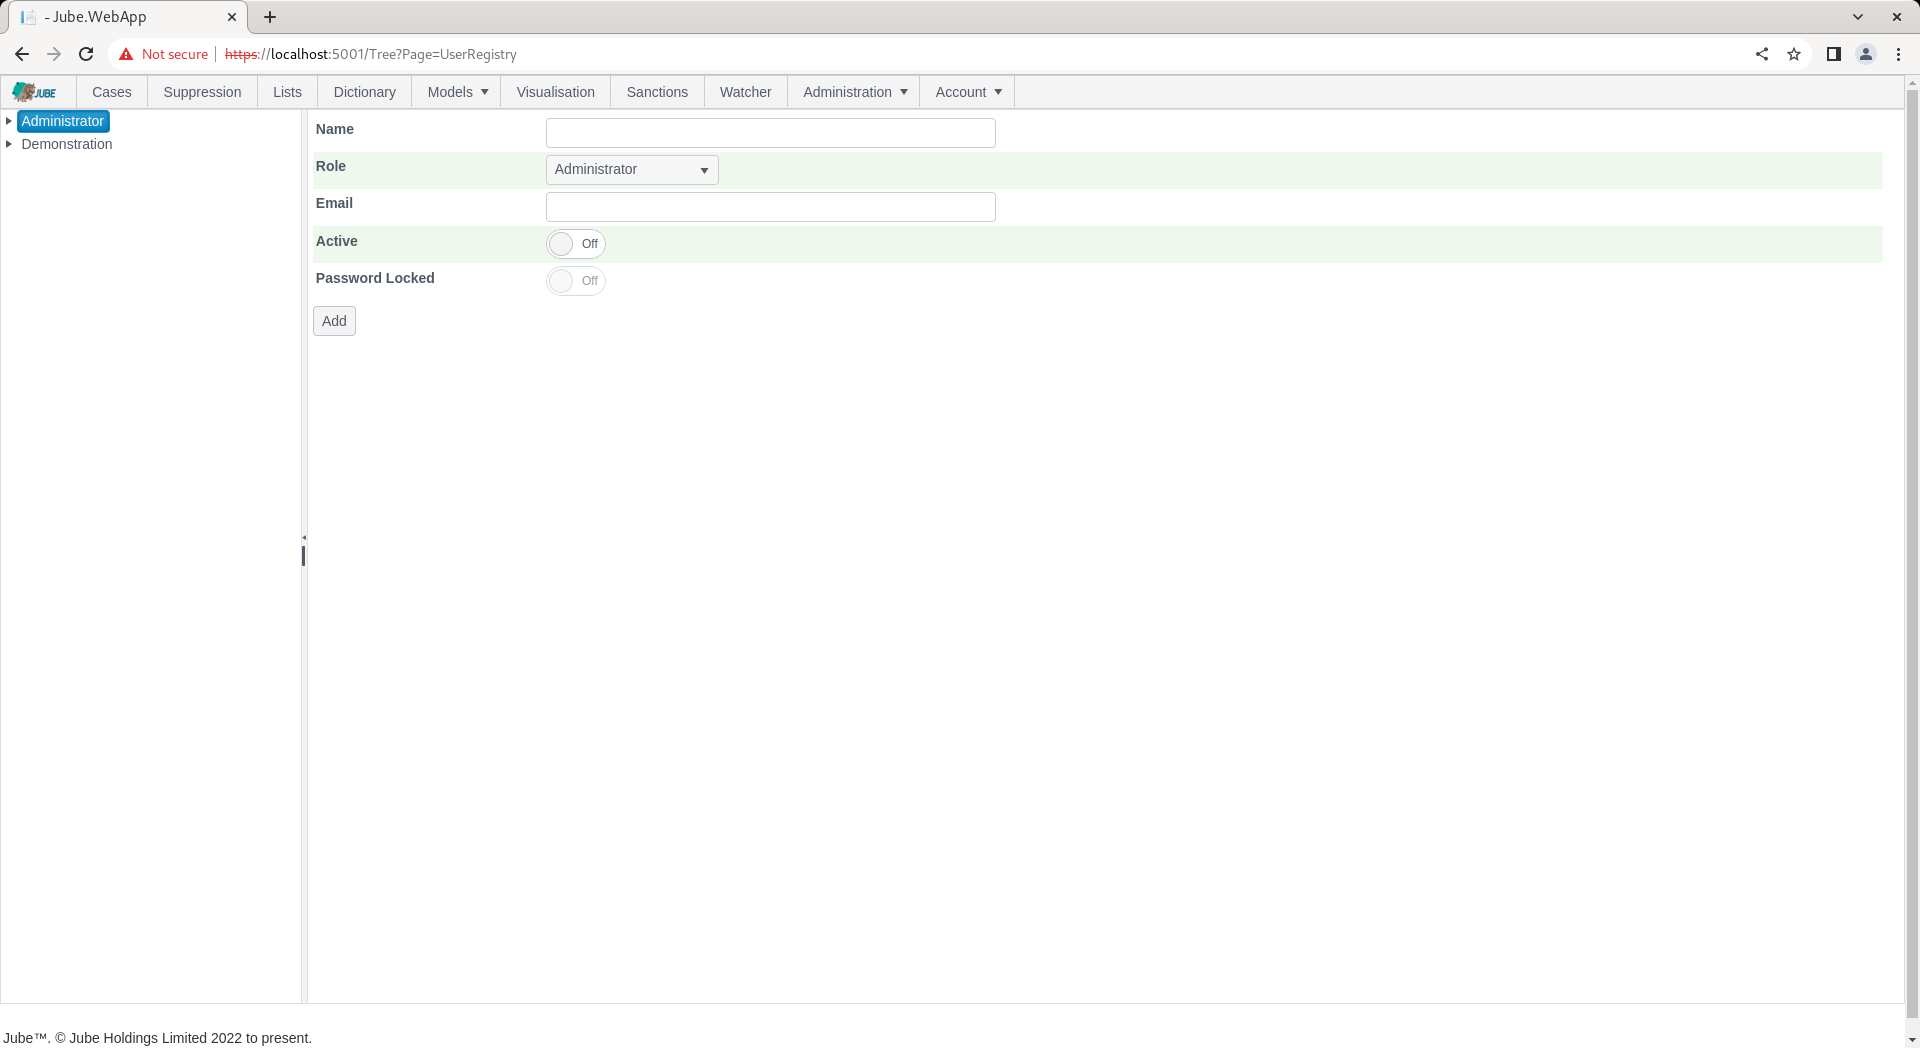 - Jube.WebApp
Not secure https://localhost:5001/Tree?Page=UserRegistry
JUBE Cases Suppression Lists Dictionary Models Visualisation Sanctions Watcher Administration Account
Administrator
Demonstration
Name
Role Administrator
Email
Active Off
Password Locked Off
Add
Jube™. © Jube Holdings Limited 2022 to present.